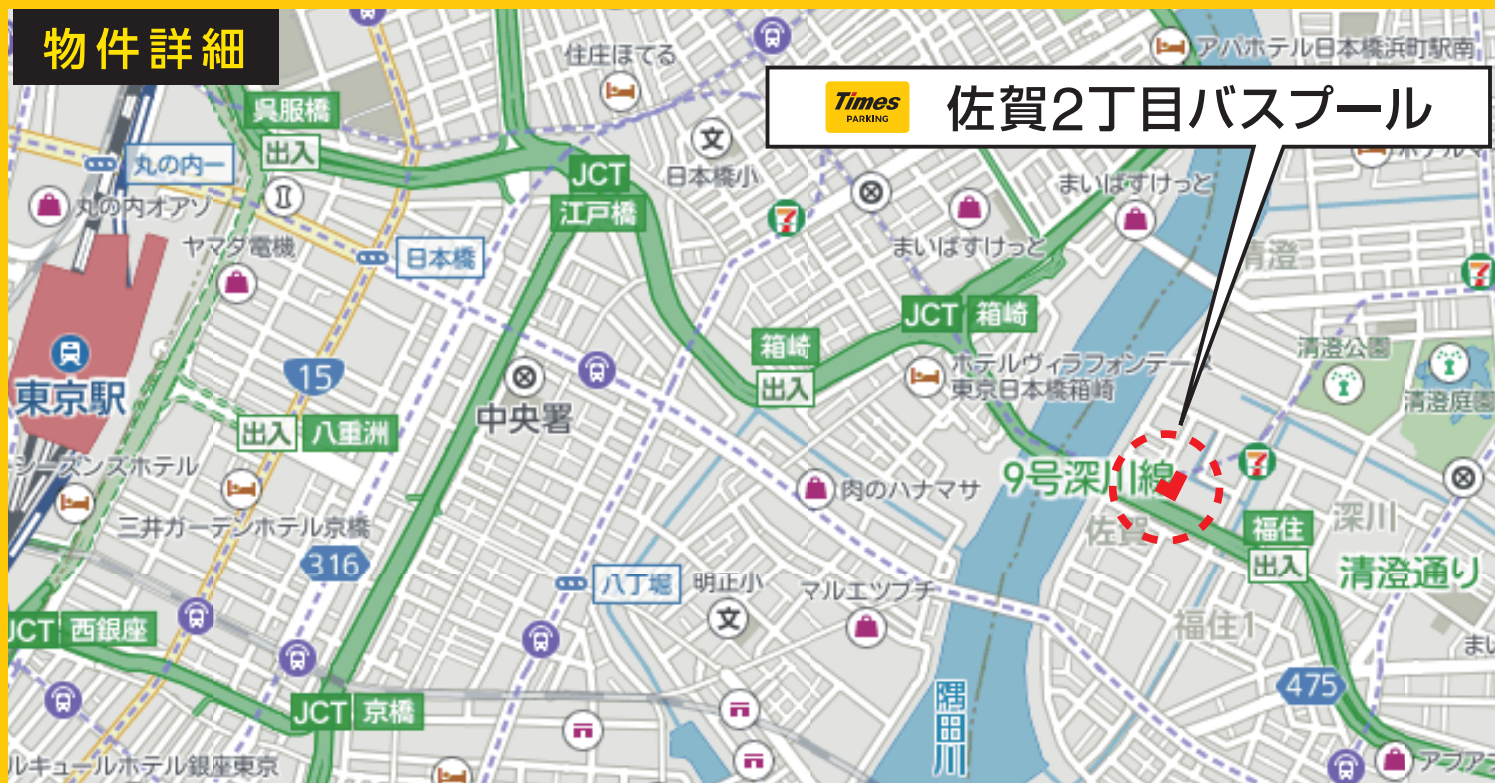 物件詳細
住庄ほてる
アパホテル日本橋浜町駅南
Times
PARKING
佐賀2丁目バスプール
呉服橋
出入
丸の内一
丸の内オアゾ
JCT
江戸橋
日本橋小
まいばすけっと
まいばすけっと
ヤマダ電機
日本橋
清澄
JCT 箱崎
箱崎
出入
ホテルヴィラフォンテーヌ
東京日本橋箱崎
清澄公園
清澄庭園
東京駅
15
中央署
出入 八重洲
シーズンズホテル
三井ガーデンホテル京橋
肉のハナマサ
9号深川線
佐賀
福住
出入
深川
清澄通り
316
八丁堀
明正小
マルエツプチ
福住1
JCT 西銀座
475
JCT 京橋
隅田川
ルキュールホテル銀座東京